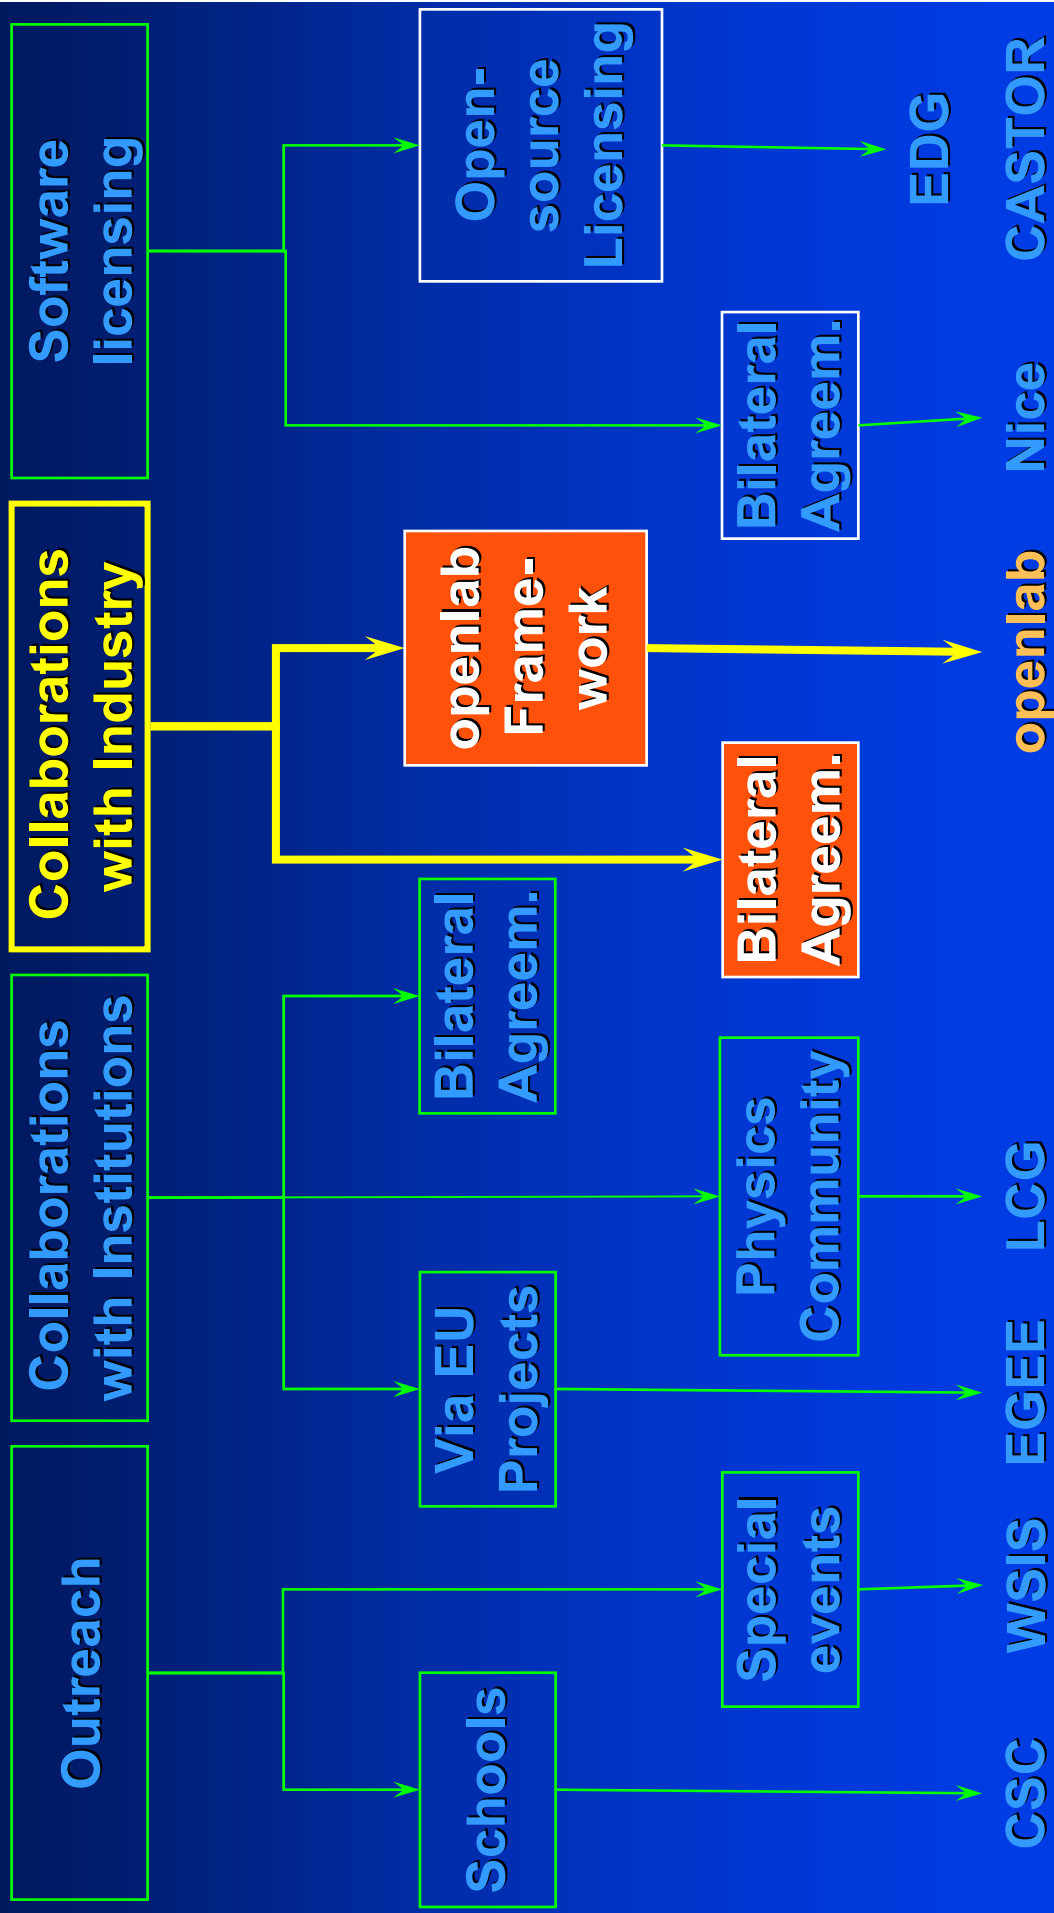 Outreach
Collaborations
with Institutions
Collaborations
with Industry
Software
licensing
Schools
Via EU
Projects
Bilateral
Agreem.
openlab
Frame-
work
Open-
source
Licensing
Special
events
Physics
Community
Bilateral
Agreem.
Bilateral
Agreem.
EDG
CSC
WSIS
EGEE
LCG
openlab
Nice
CASTOR